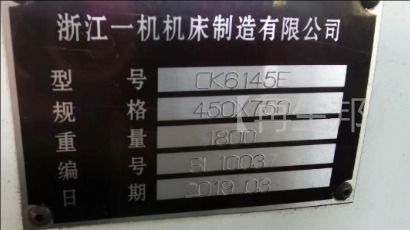 浙江一机机床制造有限公司
型 号 CK6145E
规 格 450X750
重 量 1800
编 号 BL1003
日 期 2019.03